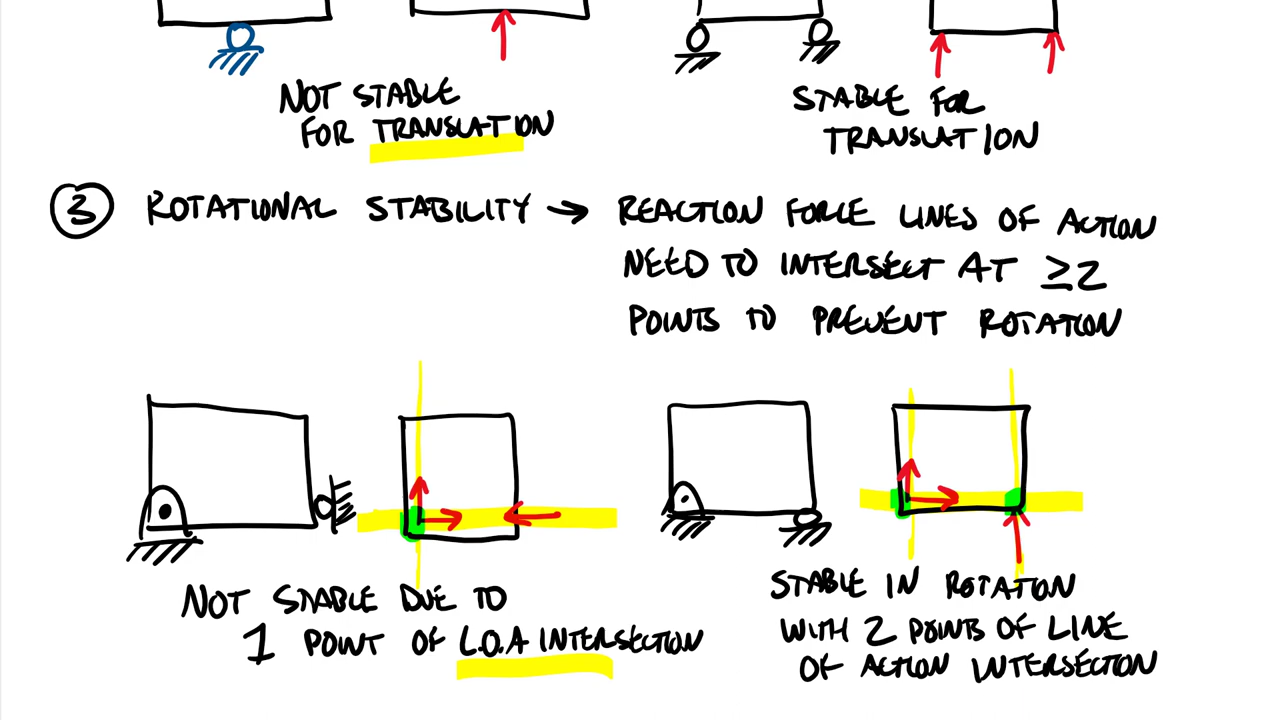 NOT STABLE
FOR TRANSLATION
STABLE FOR
TRANSLATION
3 ROTATIONAL STABILITY → REACTION FORCE LINES OF ACTION
NEED TO INTERSECT AT ≥2
POINTS TO PREVENT ROTATION
NOT STABLE DUE TO
1 POINT OF L.O.A INTERSECTION
STABLE IN ROTATION
WITH 2 POINTS OF LINE
OF ACTION INTERSECTION